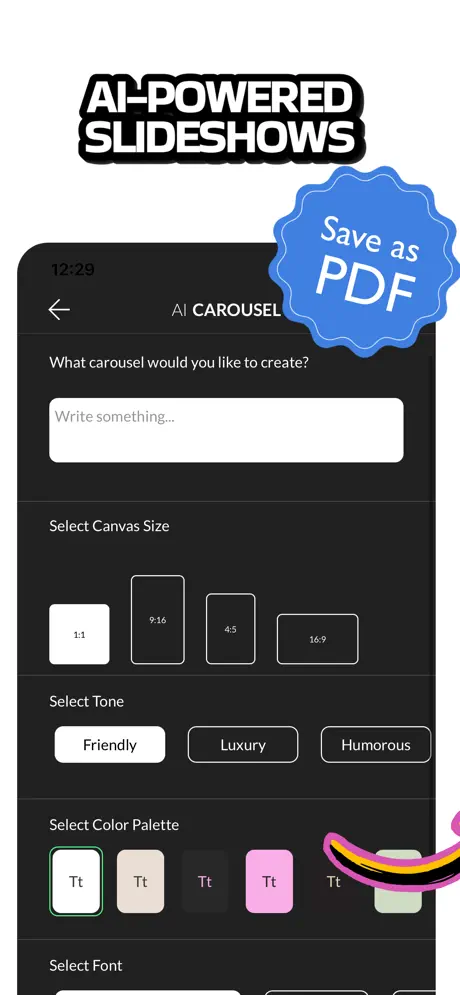 AI-POWERED
SLIDESHOWS
Save as
PDF
12:29
AI CAROUSEL
What carousel would you like to create?
Write something...
Select Canvas Size
1:1
9:16
4:5
16:9
Select Tone
Friendly
Luxury
Humorous
Select Color Palette
Tt
Tt
Tt
Tt
Tt
Select Font